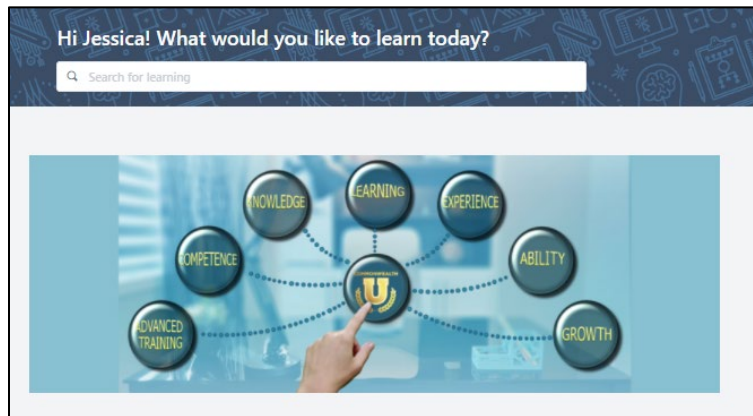 Hi Jessica! What would you like to learn today?
Search for learning
LEARNING
KNOWLEDGE
EXPERIENCE
COMPETENCE
ABILITY
COMMONWEALTH
U
ADVANCED
TRAINING
GROWTH